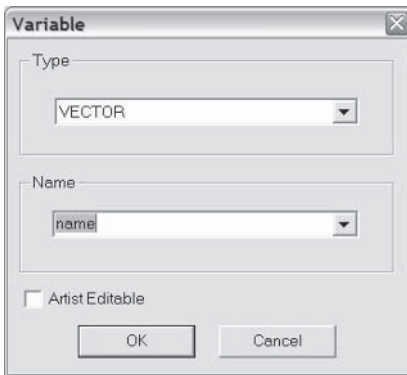 Variable
Type
VECTOR
Name
name
Artist Editable
OK
Cancel